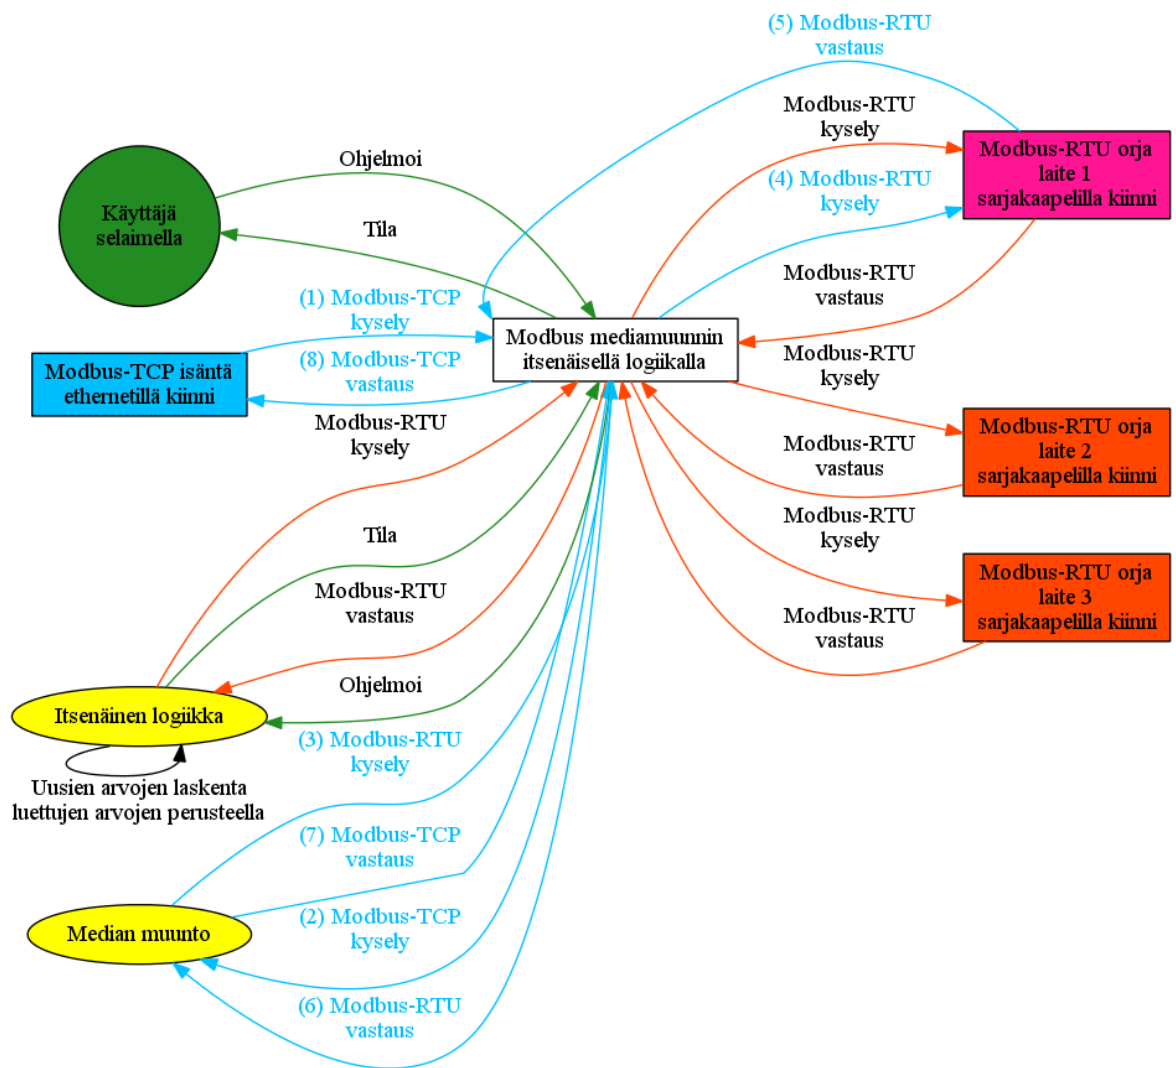 (5) Modbus-RTU
vastaus
Modbus-RTU
kysely
Modbus-RTU orja
laite 1
sarjakaapelilla kiinni
Ohjelmoi
(4) Modbus-RTU
kysely
Käyttäjä
selaimella
Tila
Modbus-RTU
vastaus
(1) Modbus-TCP
kysely
Modbus mediamuunnin
itsenäisellä logiikalla
(8) Modbus-TCP
vastaus
Modbus-RTU
kysely
Modbus-TCP isäntä
ethernetillä kiinni
Modbus-RTU
kysely
Modbus-RTU orja
laite 2
sarjakaapelilla kiinni
Modbus-RTU
vastaus
Tila
Modbus-RTU
kysely
Modbus-RTU
vastaus
Modbus-RTU orja
laite 3
sarjakaapelilla kiinni
Modbus-RTU
vastaus
Ohjelmoi
Itsenäinen logiikka
(3) Modbus-RTU
kysely
Uusien arvojen laskenta
luettujen arvojen perusteella
(7) Modbus-TCP
vastaus
(2) Modbus-TCP
kysely
Median muunto
(6) Modbus-RTU
vastaus